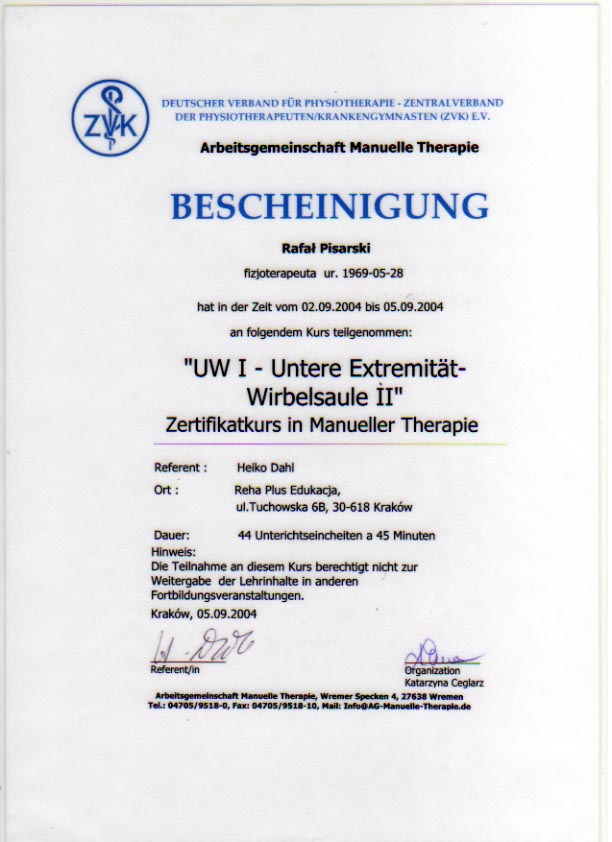 ZVK
DEUTSCHER VERBAND FÜR PHYSIOTHERAPIE - ZENTRALVERBAND
DER PHYSIOTHERAPEUTEN/KRANKENGYMNASTEN (ZVK) E.V.
Arbeitsgemeinschaft Manuelle Therapie
BESCHEINIGUNG
Rafał Pisarski
fizjoterapeuta ur. 1969-05-28
hat in der Zeit vom 02.09.2004 bis 05.09.2004
an folgendem Kurs teilgenommen:
"UW I - Untere Extremität-
Wirbelsaule II"
Zertifikatkurs in Manueller Therapie
Referent : Heiko Dahl
Ort : Reha Plus Edukacja,
ul.Tuchowska 6B, 30-618 Kraków
Dauer: 44 Unterichtseincheiten a 45 Minuten
Hinweis:
Die Teilnahme an diesem Kurs berechtigt nicht zur
Weitergabe der Lehrinhalte in anderen
Fortbildungsveranstaltungen.
Kraków, 05.09.2004
Referent/in
Organization
Katarzyna Ceglarz
Arbeitsgemeinschaft Manuelle Therapie, Wremer Specken 4, 27638 Wremen
Tel.: 04705/9518-0, Fax: 04705/9518-10, Mail: Info@AG-Manuelle-Therapie.de